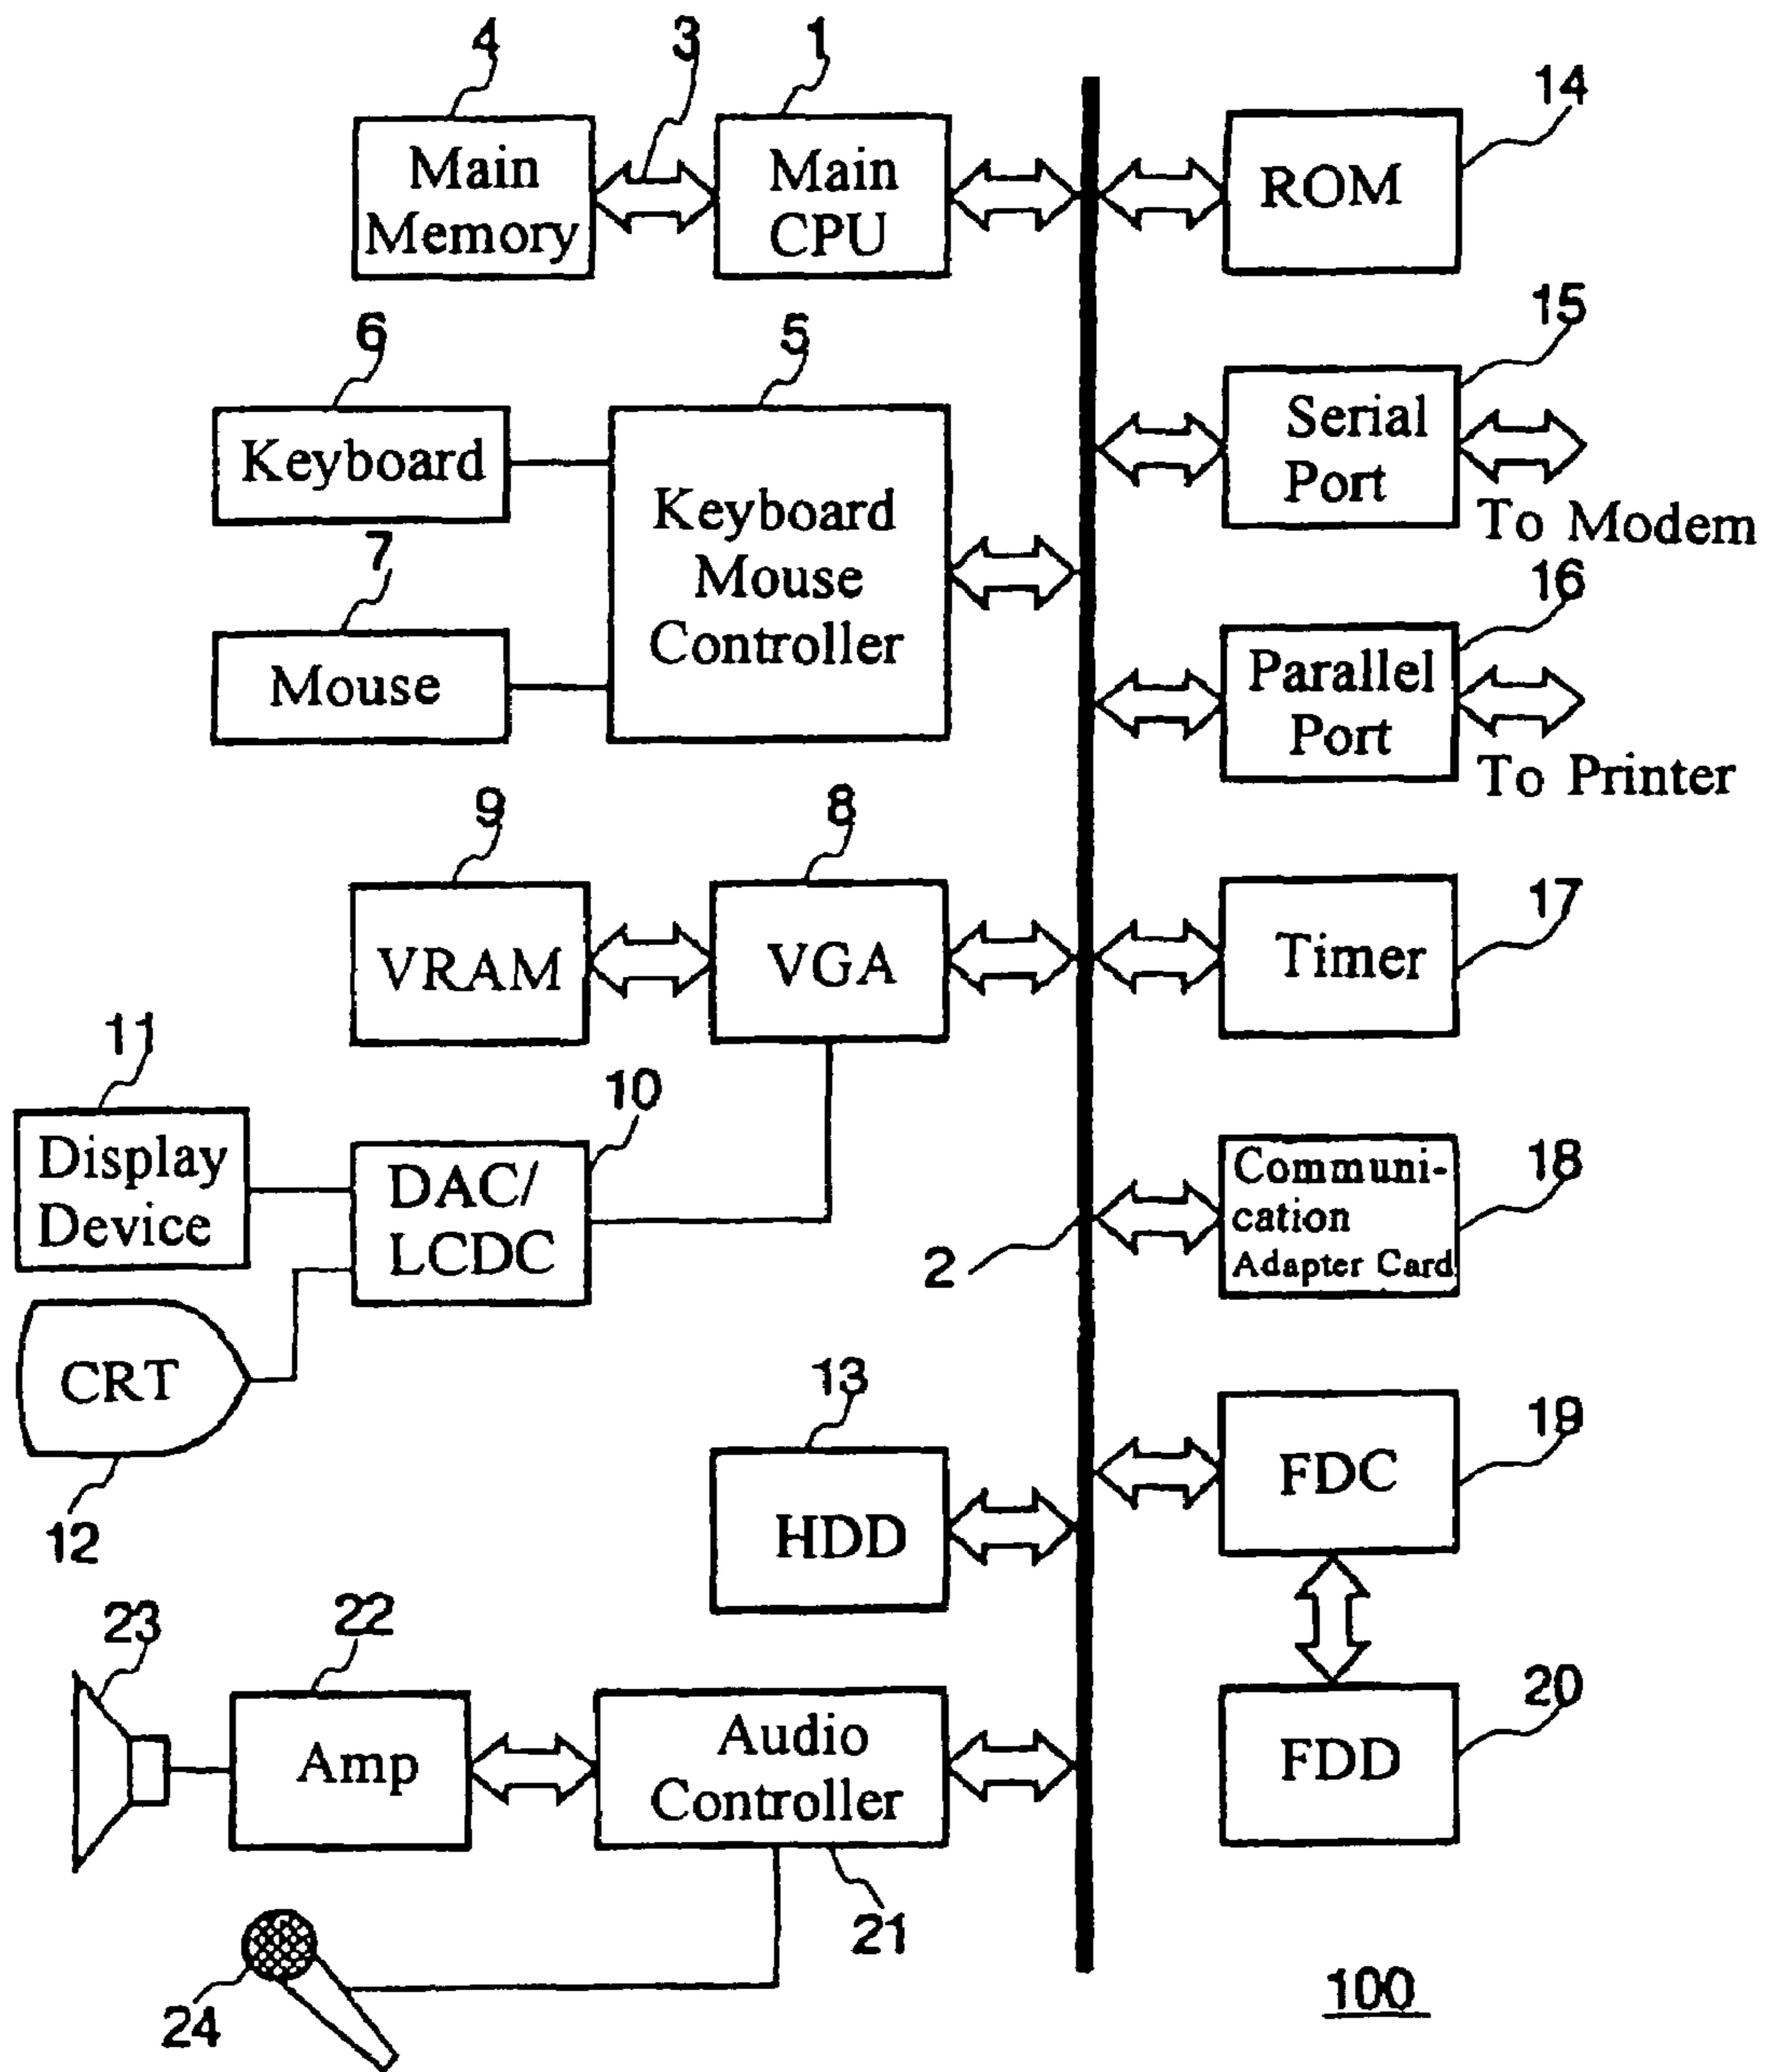 4
3
1
14
Main
Memory
Main
CPU
ROM
6
5
15
Keyboard
Keyboard
Mouse
Controller
Serial
Port
To Modem
7
16
Mouse
Parallel
Port
To Printer
9
8
17
VRAM
VGA
Timer
11
10
18
Display
Device
DAC/
LCDC
2
Communi-
cation
Adapter Card
CRT
12
13
19
HDD
FDC
23
22
20
Amp
Audio
Controller
FDD
21
24
100